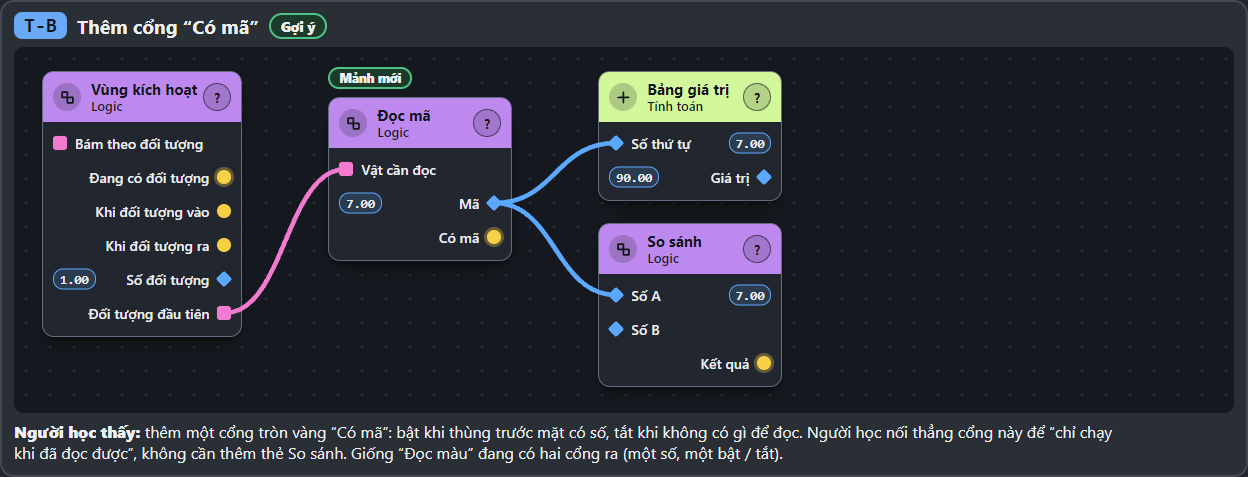 T-B Thêm cổng “Có mã” Gợi ý
Vùng kích hoạt
Logic
?
Bám theo đối tượng
Đang có đối tượng
Khi đối tượng vào
Khi đối tượng ra
1.00 Số đối tượng
Đối tượng đầu tiên
Mảnh mới
Đọc mã
Logic
?
Vật cần đọc
7.00 Mã
Có mã
Bảng giá trị
Tính toán
?
Số thứ tự 7.00
90.00 Giá trị
So sánh
Logic
?
Số A 7.00
Số B
Kết quả
Người học thấy: thêm một cổng tròn vàng “Có mã”: bật khi thùng trước mặt có số, tắt khi không có gì để đọc. Người học nối thẳng cổng này để “chỉ chạy
khi đã đọc được”, không cần thêm thẻ So sánh. Giống “Đọc màu” đang có hai cổng ra (một số, một bật / tắt).